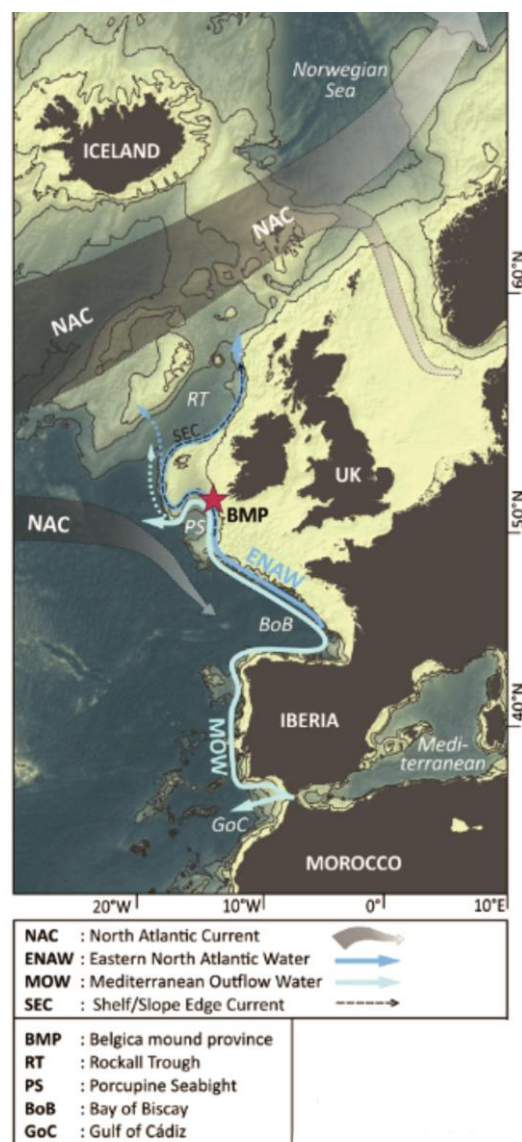 Norwegian
Sea
ICELAND
NAC
NAC
60°N
RT
SEC
UK
NAC
PS
BMP
50°N
ENAW
BoB
MOW
IBERIA
40°N
Medi-
terranean
GoC
MOROCCO
20°W
10°W
0°
10°E
NAC : North Atlantic Current
ENAW : Eastern North Atlantic Water
MOW : Mediterranean Outflow Water
SEC : Shelf/Slope Edge Current
BMP : Belgica mound province
RT : Rockall Trough
PS : Porcupine Seabight
BoB : Bay of Biscay
GoC : Gulf of Cádiz